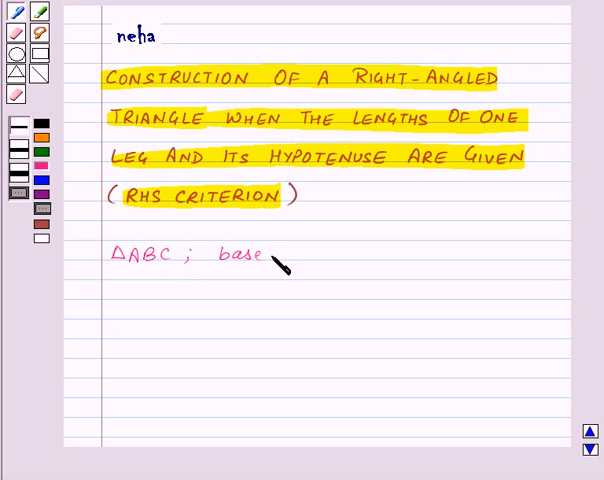 neha
CONSTRUCTION OF A RIGHT-ANGLED
TRIANGLE WHEN THE LENGTHS OF ONE
LEG AND ITS HYPOTENUSE ARE GIVEN
( RHS CRITERION )
ΔABC ; base